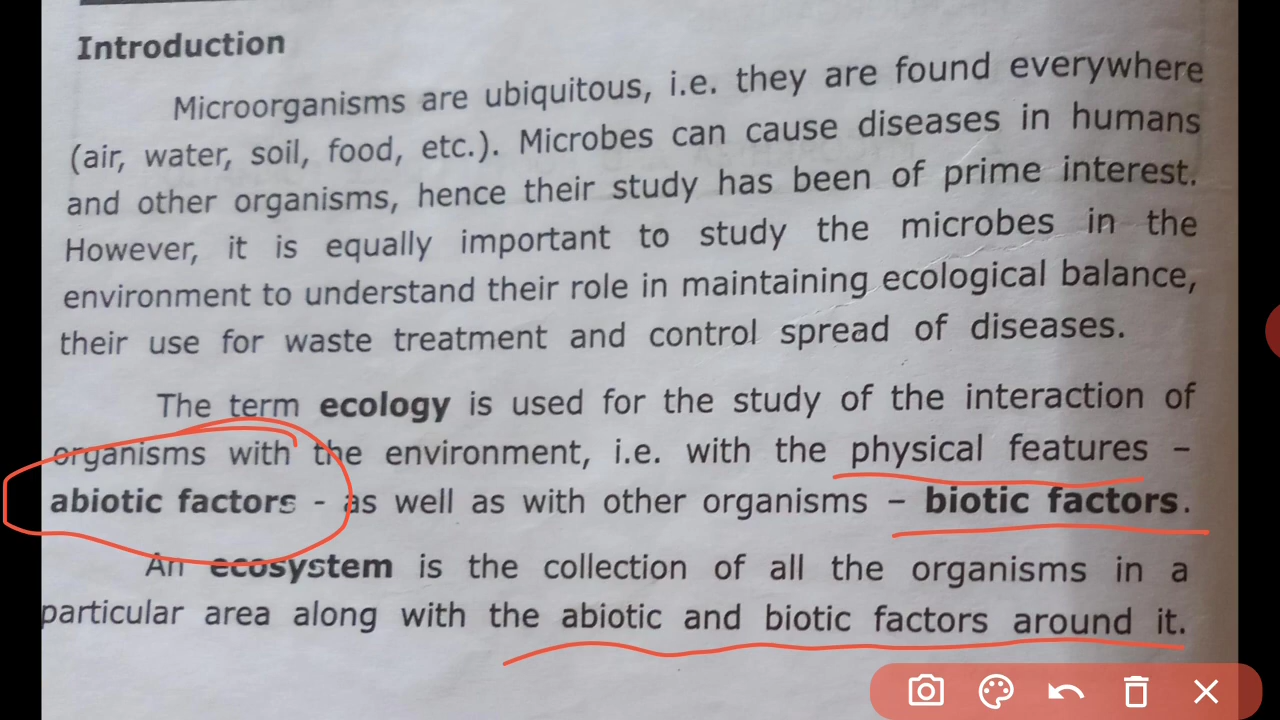 Introduction
Microorganisms are ubiquitous, i.e. they are found everywhere
(air, water, soil, food, etc.). Microbes can cause diseases in humans
and other organisms, hence their study has been of prime interest.
However, it is equally important to study the microbes in the
environment to understand their role in maintaining ecological balance,
their use for waste treatment and control spread of diseases.
The term ecology is used for the study of the interaction of
organisms with the environment, i.e. with the physical features –
abiotic factors - as well as with other organisms – biotic factors.
An ecosystem is the collection of all the organisms in a
particular area along with the abiotic and biotic factors around it.